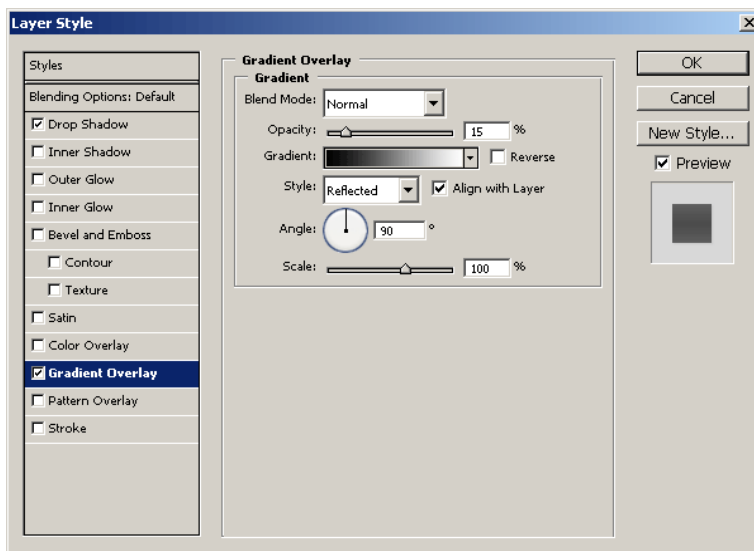 Layer Style
Styles
Blending Options: Default
Drop Shadow
Inner Shadow
Outer Glow
Inner Glow
Bevel and Emboss
Contour
Texture
Satin
Color Overlay
Gradient Overlay
Pattern Overlay
Stroke
Gradient Overlay
Gradient
Blend Mode: Normal
Opacity: 15 %
Gradient: Reverse
Style: Reflected Align with Layer
Angle: 90 °
Scale: 100 %
OK
Cancel
New Style...
Preview